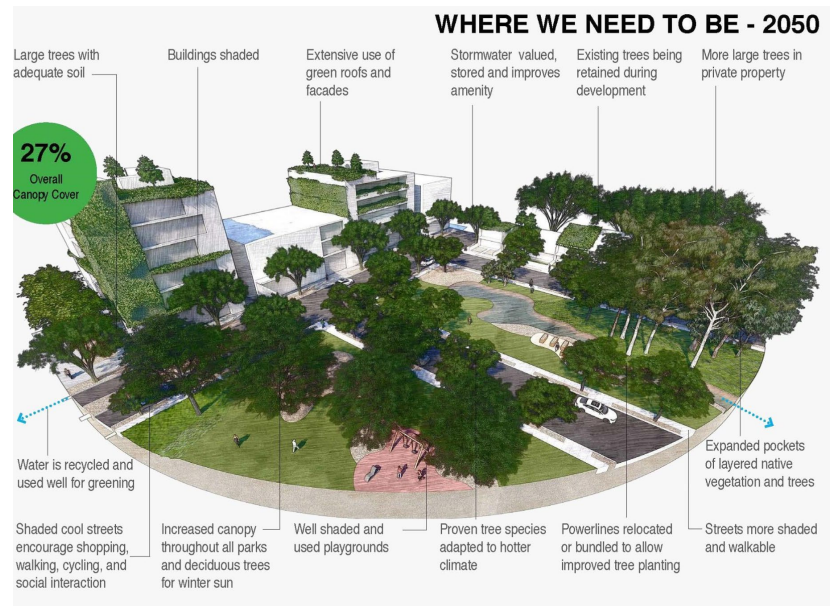 WHERE WE NEED TO BE - 2050
Large trees with
adequate soil
Buildings shaded
Extensive use of
green roofs and
facades
Stormwater valued,
stored and improves
amenity
Existing trees being
retained during
development
More large trees in
private property
27%
Overall
Canopy Cover
Water is recycled and
used well for greening
Expanded pockets
of layered native
vegetation and trees
Shaded cool streets
encourage shopping,
walking, cycling, and
social interaction
Increased canopy
throughout all parks
and deciduous trees
for winter sun
Well shaded and
used playgrounds
Proven tree species
adapted to hotter
climate
Powerlines relocated
or bundled to allow
improved tree planting
Streets more shaded
and walkable